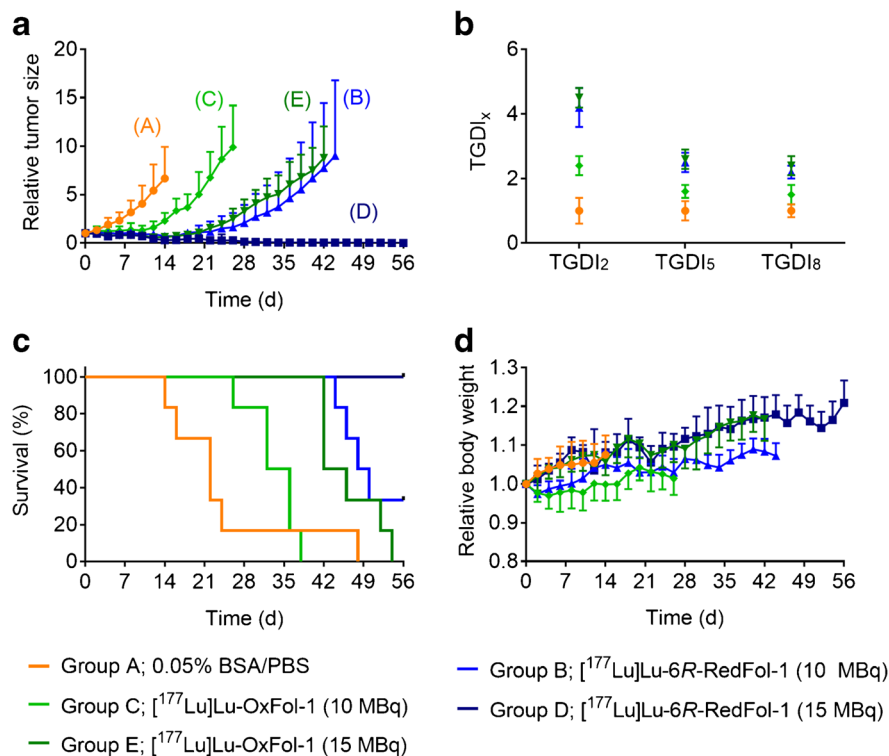 a
Relative tumor size
20
15
10
5
0
(A)
(C)
(E)
(B)
(D)
0 7 14 21 28 35 42 49 56
Time (d)
b
TGDIx
6
4
2
0
TGDI2 TGDI5 TGDI8
c
Survival (%)
100
80
60
40
20
0
0 7 14 21 28 35 42 49 56
Time (d)
d
Relative body weight
1.3
1.2
1.1
1.0
0.9
0.8
0 7 14 21 28 35 42 49 56
Time (d)
Group A; 0.05% BSA/PBS
Group C; [¹⁷⁷Lu]Lu-OxFol-1 (10 MBq)
Group E; [¹⁷⁷Lu]Lu-OxFol-1 (15 MBq)
Group B; [¹⁷⁷Lu]Lu-6R-RedFol-1 (10 MBq)
Group D; [¹⁷⁷Lu]Lu-6R-RedFol-1 (15 MBq)